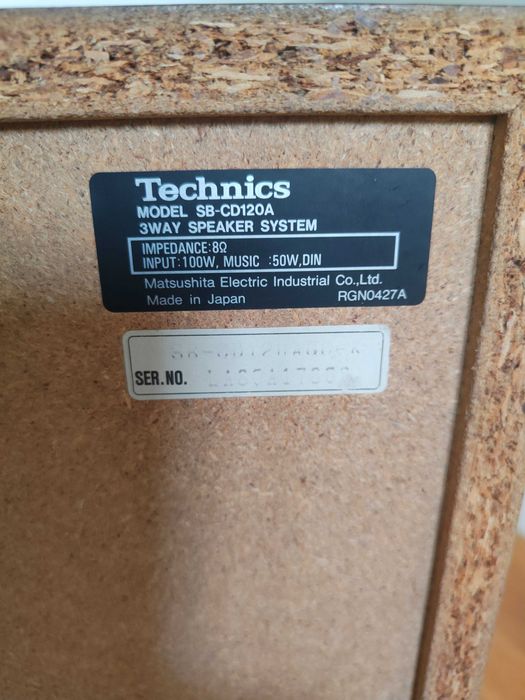 Technics
MODEL SB-CD120A
3WAY SPEAKER SYSTEM
IMPEDANCE:8Ω
INPUT:100W, MUSIC :50W,DIN
Matsushita Electric Industrial Co.,Ltd.
Made in Japan RGN0427A
SER.NO.